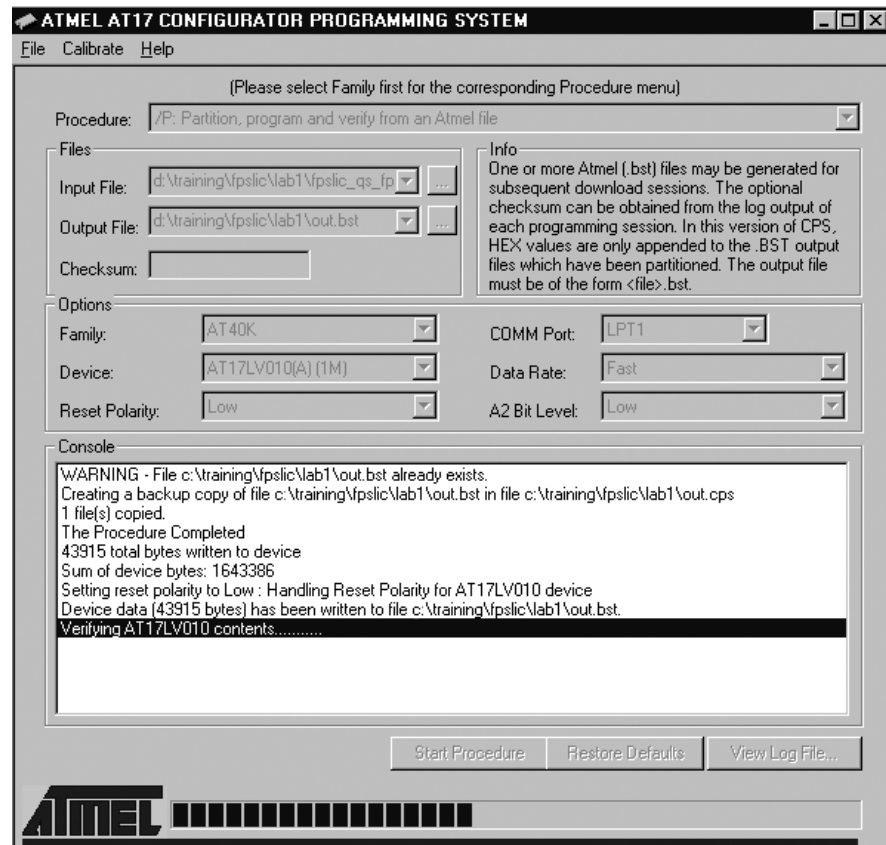 ATMEL AT17 CONFIGURATOR PROGRAMMING SYSTEM
File Calibrate Help
(Please select Family first for the corresponding Procedure menu)
Procedure: /P: Partition, program and verify from an Atmel file
Files
Input File: d:\training\fpslic\lab1\fpslic_qs_fp ...
Output File: d:\training\fpslic\lab1\out.bst ...
Checksum:
Info
One or more Atmel (.bst) files may be generated for
subsequent download sessions. The optional
checksum can be obtained from the log output of
each programming session. In this version of CPS,
HEX values are only appended to the .BST output
files which have been partitioned. The output file
must be of the form <file>.bst.
Options
Family: AT40K COMM Port: LPT1
Device: AT17LV010(A) (1M) Data Rate: Fast
Reset Polarity: Low A2 Bit Level: Low
Console
WARNING - File c:\training\fpslic\lab1\out.bst already exists.
Creating a backup copy of file c:\training\fpslic\lab1\out.bst in file c:\training\fpslic\lab1\out.cps
1 file(s) copied.
The Procedure Completed
43915 total bytes written to device
Sum of device bytes: 1643386
Setting reset polarity to Low : Handling Reset Polarity for AT17LV010 device
Device data (43915 bytes) has been written to file c:\training\fpslic\lab1\out.bst.
Verifying AT17LV010 contents...........
Start Procedure Restore Defaults View Log File...
ATMEL